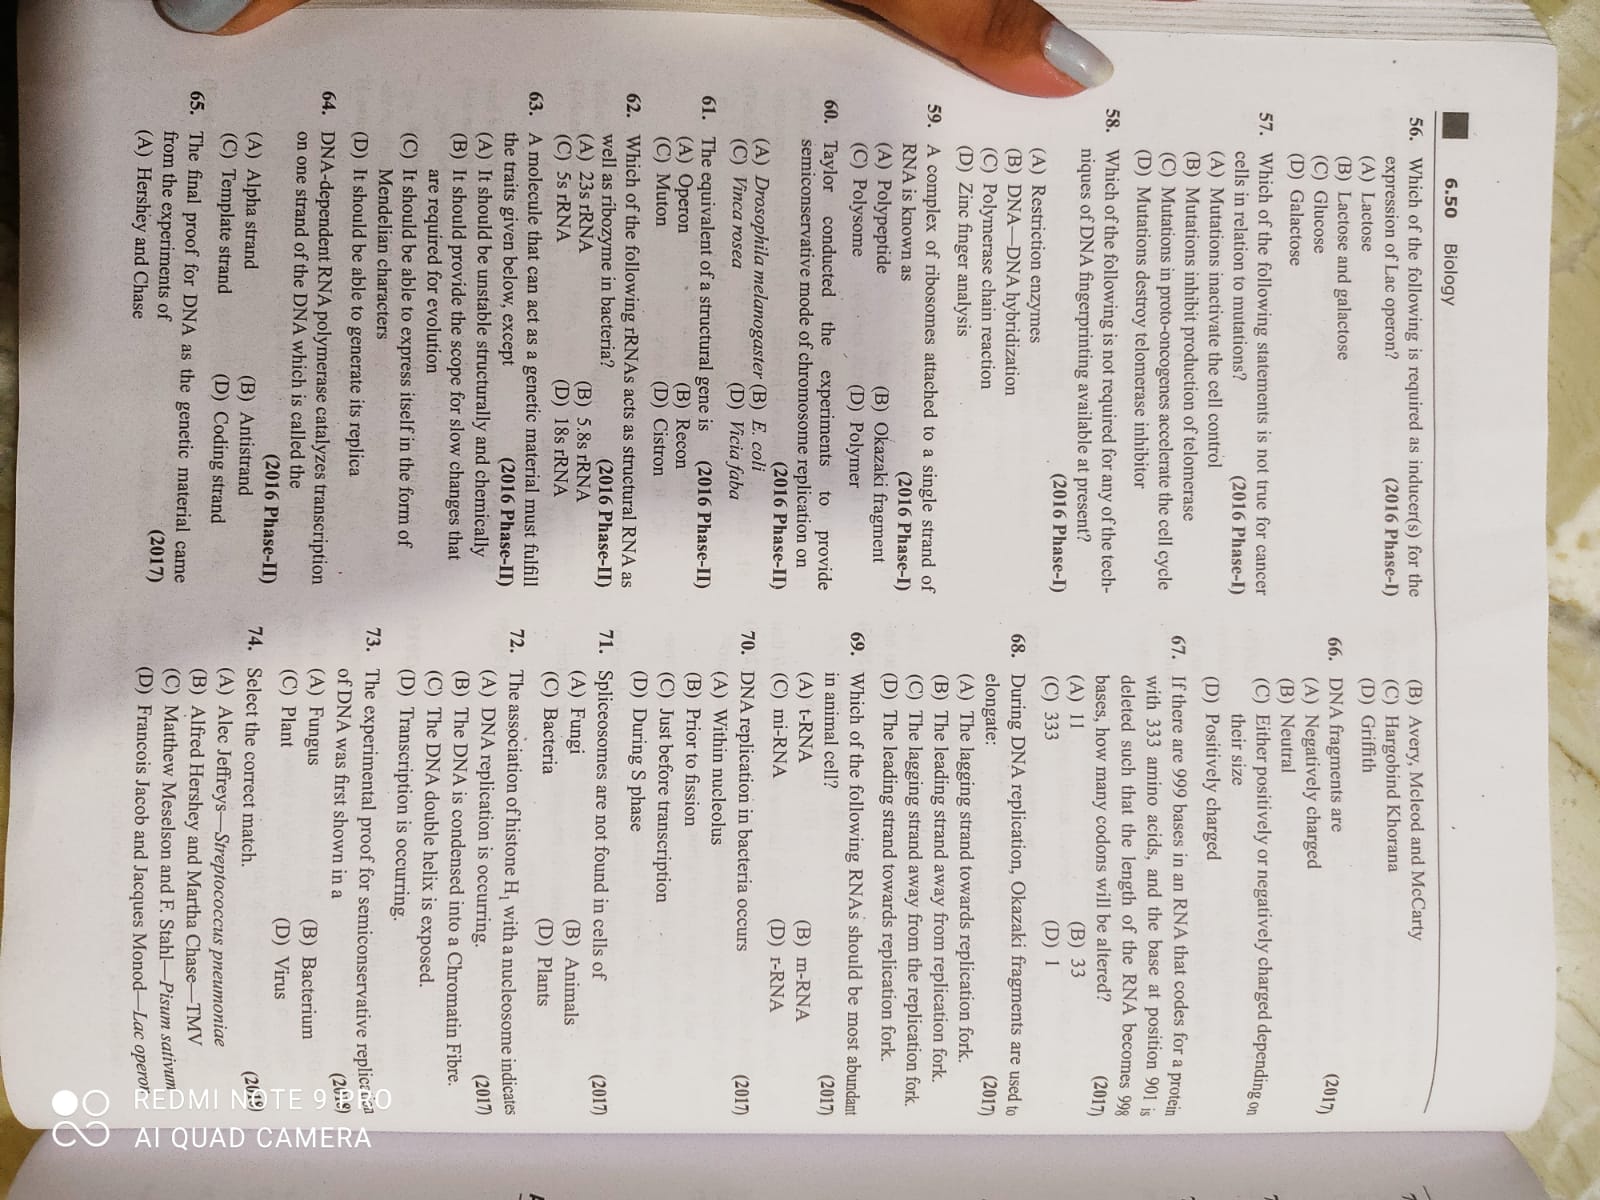 6.50 Biology
56. Which of the following is required as inducer(s) for the
expression of Lac operon? (2016 Phase-I)
(A) Lactose
(B) Lactose and galactose
(C) Glucose
(D) Galactose
57. Which of the following statements is not true for cancer
cells in relation to mutations? (2016 Phase-I)
(A) Mutations inactivate the cell control
(B) Mutations inhibit production of telomerase
(C) Mutations in proto-oncogenes accelerate the cell cycle
(D) Mutations destroy telomerase inhibitor
58. Which of the following is not required for any of the tech-
niques of DNA fingerprinting available at present?
(2016 Phase-I)
(A) Restriction enzymes
(B) DNA—DNA hybridization
(C) Polymerase chain reaction
(D) Zinc finger analysis
59. A complex of ribosomes attached to a single strand of
RNA is known as (2016 Phase-I)
(A) Polypeptide (B) Okazaki fragment
(C) Polysome (D) Polymer
60. Taylor conducted the experiments to provide
semiconservative mode of chromosome replication on
(2016 Phase-II)
(A) Drosophila melanogaster (B) E. coli
(C) Vinca rosea (D) Vicia faba
61. The equivalent of a structural gene is (2016 Phase-II)
(A) Operon (B) Recon
(C) Muton (D) Cistron
62. Which of the following rRNAs acts as structural RNA as
well as ribozyme in bacteria? (2016 Phase-II)
(A) 23s rRNA (B) 5.8s rRNA
(C) 5s rRNA (D) 18s rRNA
63. A molecule that can act as a genetic material must fulfill
the traits given below, except (2016 Phase-II)
(A) It should be unstable structurally and chemically
(B) It should provide the scope for slow changes that
are required for evolution
(C) It should be able to express itself in the form of
Mendelian characters
(D) It should be able to generate its replica
64. DNA-dependent RNA polymerase catalyzes transcription
on one strand of the DNA which is called the
(2016 Phase-II)
(A) Alpha strand (B) Antistrand
(C) Template strand (D) Coding strand
65. The final proof for DNA as the genetic material came
from the experiments of (2017)
(A) Hershey and Chase
(B) Avery, Mcleod and McCarty
(C) Hargobind Khorana
(D) Griffith
66. DNA fragments are (2017)
(A) Negatively charged
(B) Neutral
(C) Either positively or negatively charged depending on
their size
(D) Positively charged
67. If there are 999 bases in an RNA that codes for a protein
with 333 amino acids, and the base at position 901 is
deleted such that the length of the RNA becomes 998
bases, how many codons will be altered? (2017)
(A) 11 (B) 33
(C) 333 (D) 1
68. During DNA replication, Okazaki fragments are used to
elongate: (2017)
(A) The lagging strand towards replication fork.
(B) The leading strand away from replication fork.
(C) The lagging strand away from the replication fork.
(D) The leading strand towards replication fork.
69. Which of the following RNAs should be most abundant
in animal cell? (2017)
(A) t-RNA (B) m-RNA
(C) mi-RNA (D) r-RNA
70. DNA replication in bacteria occurs (2017)
(A) Within nucleolus
(B) Prior to fission
(C) Just before transcription
(D) During S phase
71. Spliceosomes are not found in cells of (2017)
(A) Fungi (B) Animals
(C) Bacteria (D) Plants
72. The association of histone H1 with a nucleosome indicates
(A) DNA replication is occurring. (2017)
(B) The DNA is condensed into a Chromatin Fibre.
(C) The DNA double helix is exposed.
(D) Transcription is occurring.
73. The experimental proof for semiconservative
of DNA was first shown in a
(A) Fungus (B) Bacterium
(C) Plant (D) Virus
74. Select the correct match.
(A) Alec Jeffreys—Streptococcus pneumoniae
(B) Alfred Hershey and Martha Chase—TMV
(C) Matthew Meselson and F. Stahl—Pisum sativum
(D) Francois Jacob and Jacques Monod—Lac
REDMI NOTE 9 PRO
AI QUAD CAMERA